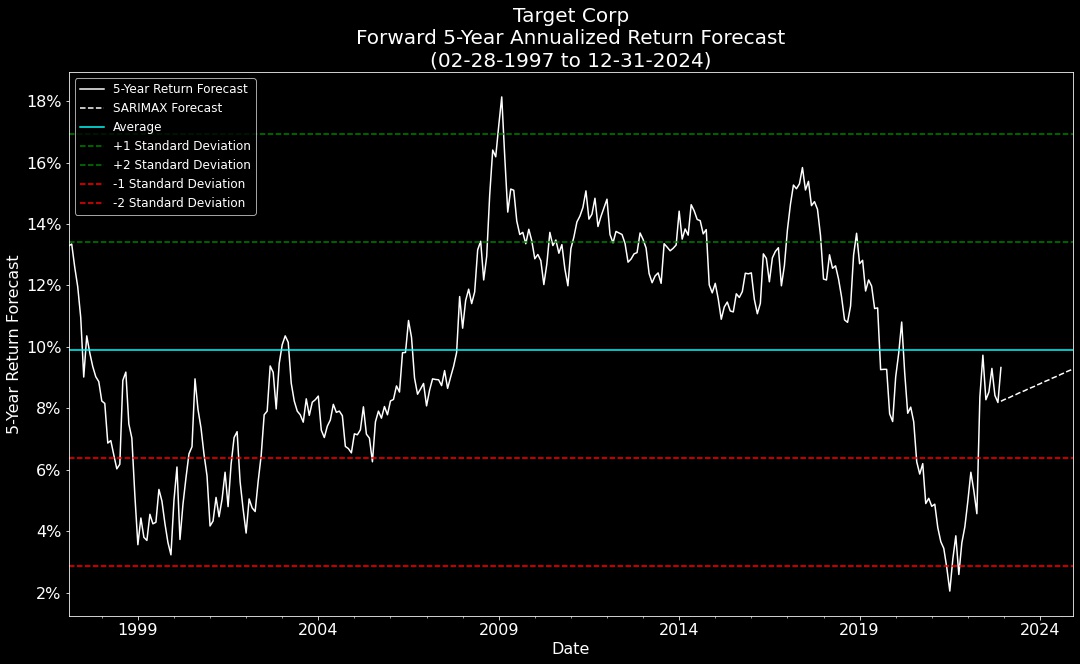 Target Corp
Forward 5-Year Annualized Return Forecast
(02-28-1997 to 12-31-2024)
5-Year Return Forecast
SARIMAX Forecast
Average
+1 Standard Deviation
+2 Standard Deviation
-1 Standard Deviation
-2 Standard Deviation
18%
16%
14%
12%
10%
8%
6%
4%
2%
5-Year Return Forecast
1999 2004 2009 2014 2019 2024
Date